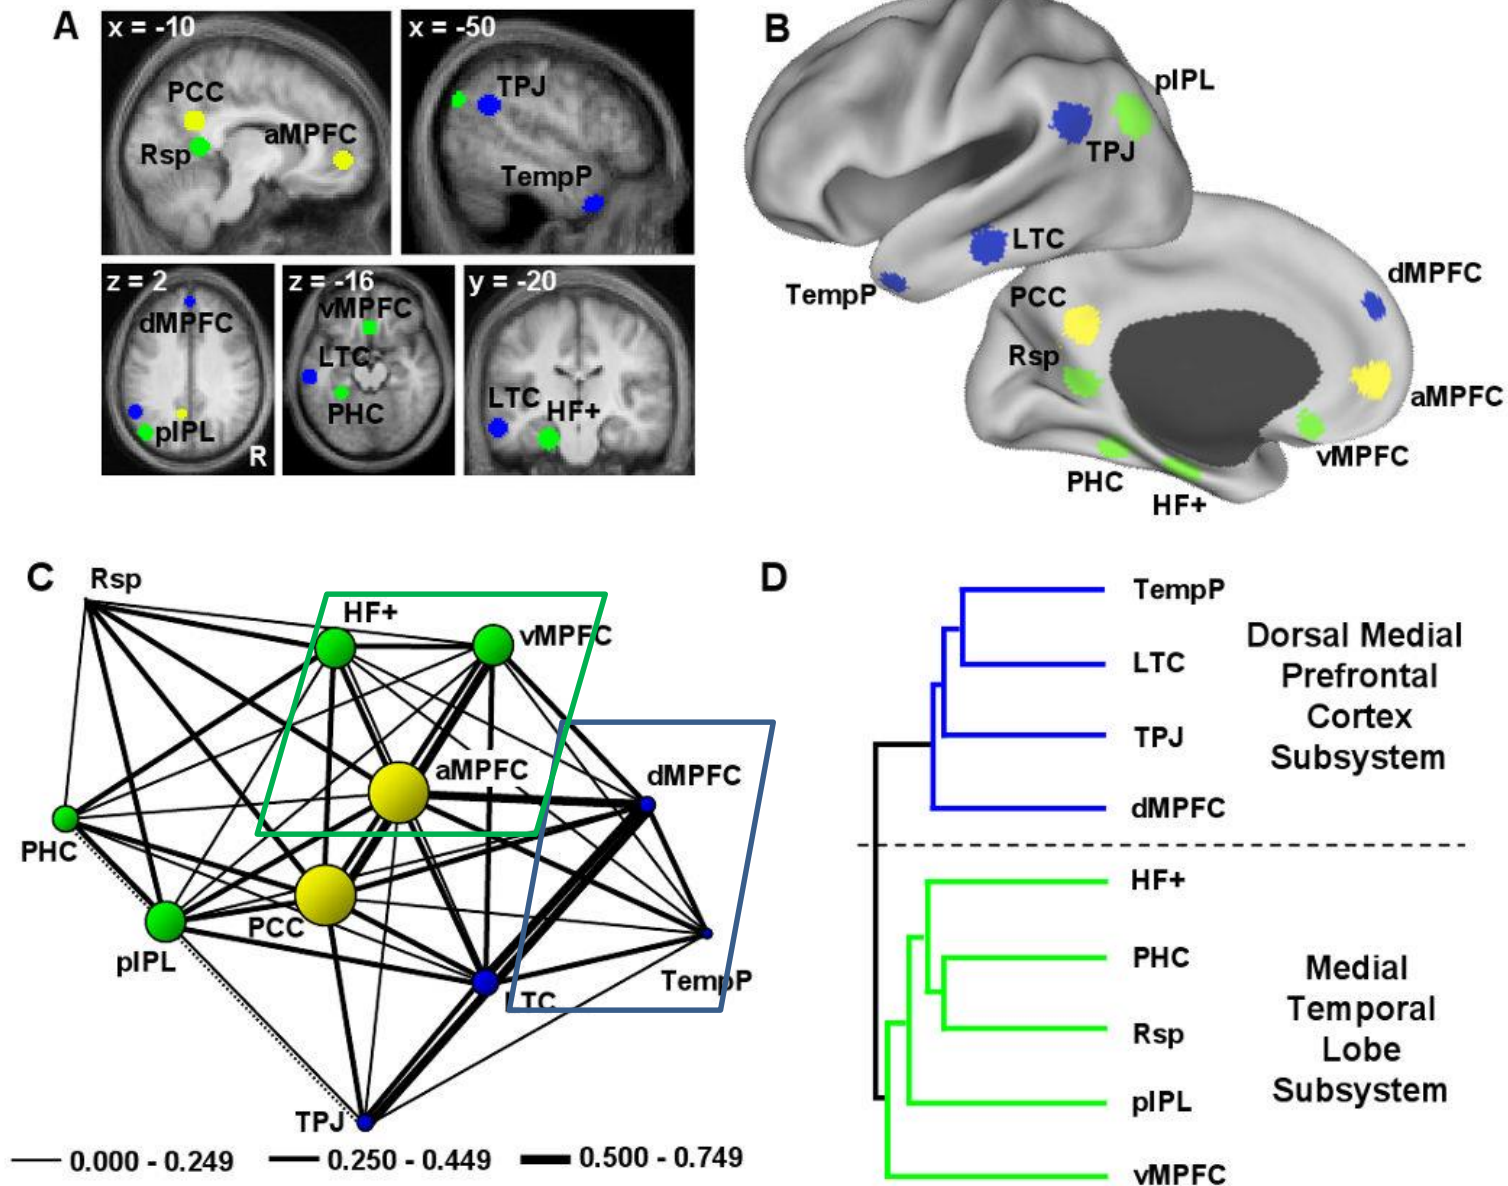 A
x = -10
PCC
Rsp
aMPFC
x = -50
TPJ
TempP
z = 2
dMPFC
pIPL
R
z = -16
vMPFC
LTC
PHC
y = -20
LTC
HF+
B
pIPL
TPJ
LTC
TempP
dMPFC
PCC
Rsp
aMPFC
vMPFC
PHC
HF+
C
Rsp
HF+
vMPFC
aMPFC
dMPFC
PHC
PCC
pIPL
LTC
TempP
TPJ
0.000 - 0.249
0.250 - 0.449
0.500 - 0.749
D
TempP
LTC
TPJ
dMPFC
Dorsal Medial
Prefrontal
Cortex
Subsystem
HF+
PHC
Rsp
pIPL
vMPFC
Medial
Temporal
Lobe
Subsystem